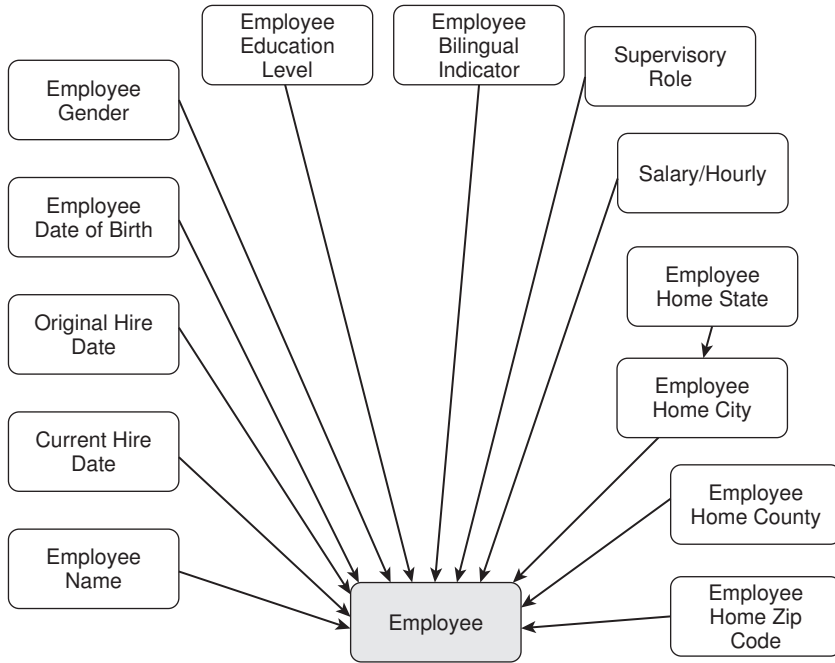 Employee
Education
Level
Employee
Bilingual
Indicator
Supervisory
Role
Employee
Gender
Salary/Hourly
Employee
Date of Birth
Employee
Home State
Original Hire
Date
Employee
Home City
Current Hire
Date
Employee
Home County
Employee
Name
Employee
Employee
Home Zip
Code